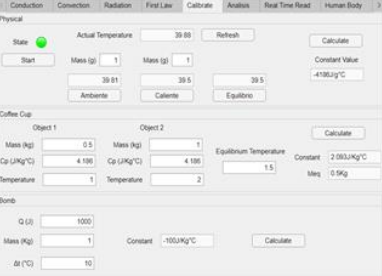 Conduction Convection Radiation First Law Calibrate Analysis Real Time Read Human Body
Physical
State Actual Temperature 39.88 Refresh Calculate
Start Mass (g) 1 Mass (g) 1 Constant Value
39.81 39.5 39.5 -4186J/g°C
Ambiente Caliente Equilibrio
Coffee Cup
Object 1 Object 2 Calculate
Mass (kg) 0.5 Mass (kg) 1
Equilibrium Temperature
Cp (J/Kg°C) 4.186 Cp (J/Kg°C) 4.186 1.5 Constant 2.093J/Kg°C
Temperature 1 Temperature 2 Meq 0.5Kg
Bomb
Q (J) 1000
Mass (Kg) 1 Constant -100J/Kg°C Calculate
Δt (°C) 10